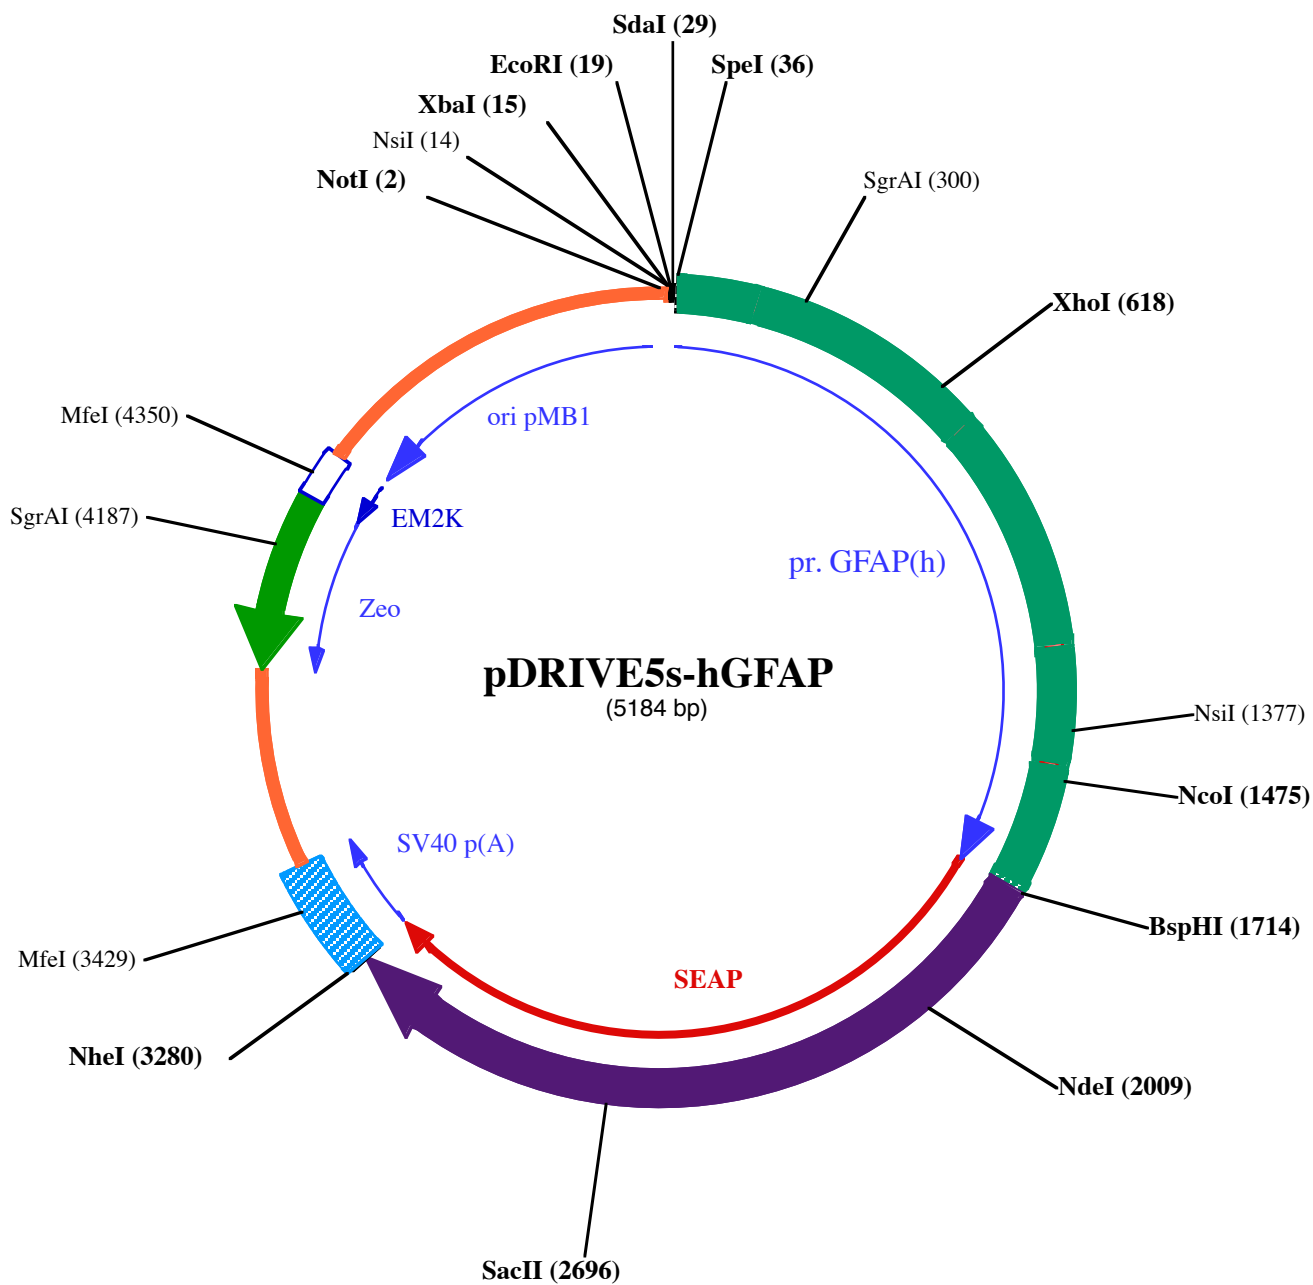 SdaI (29)
EcoRI (19)
SpeI (36)
XbaI (15)
NsiI (14)
NotI (2)
SgrAI (300)
XhoI (618)
MfeI (4350)
ori pMB1
SgrAI (4187)
EM2K
pr. GFAP(h)
Zeo
pDRIVE5s-hGFAP
(5184 bp)
NsiI (1377)
NcoI (1475)
SV40 p(A)
BspHI (1714)
MfeI (3429)
SEAP
NheI (3280)
NdeI (2009)
SacII (2696)